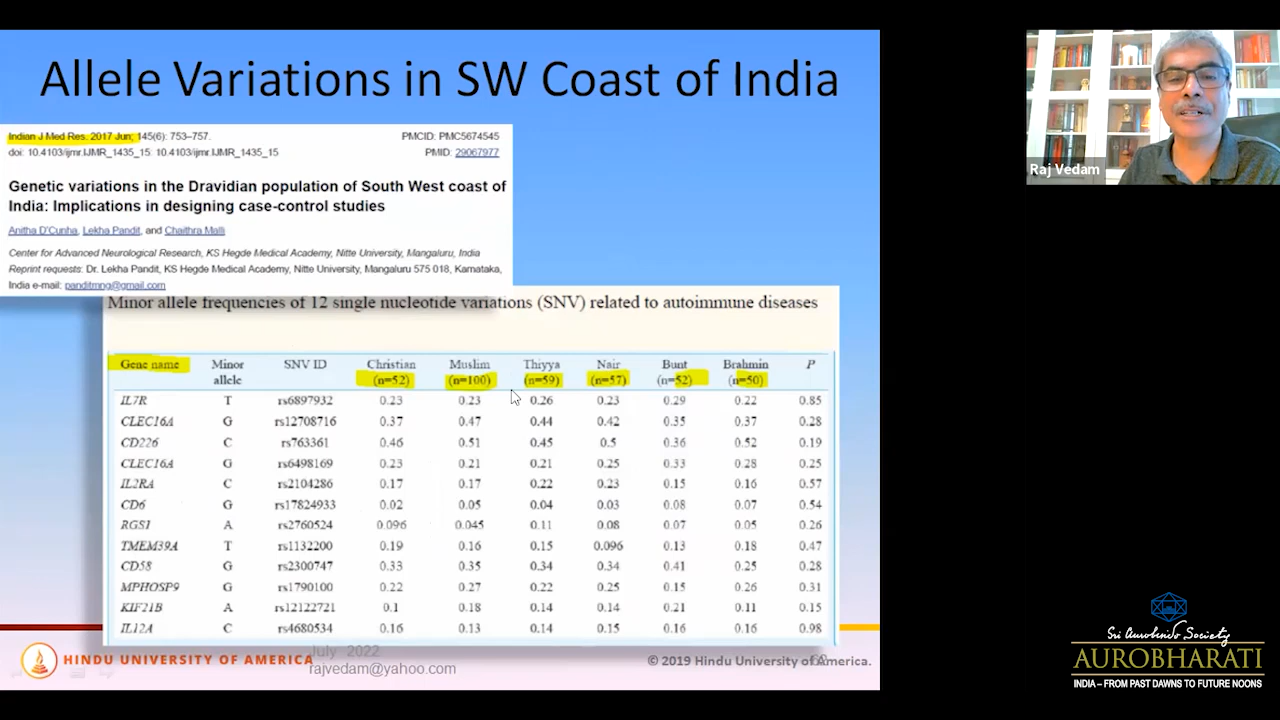 Allele Variations in SW Coast of India
Indian J Med Res. 2017 Jun; 145(6): 753–757.
PMCID: PMC5674545
doi: 10.4103/ijmr.IJMR_1435_15: 10.4103/ijmr.IJMR_1435_15
PMID: 29067977
Genetic variations in the Dravidian population of South West coast of
India: Implications in designing case-control studies
Anitha D'Cunha, Lekha Pandit, and Chaithra Malli
Center for Advanced Neurological Research, KS Hegde Medical Academy, Nitte University, Mangaluru, India
Reprint requests: Dr. Lekha Pandit, KS Hegde Medical Academy, Nitte University, Mangaluru 575 018, Karnataka,
India e-mail: panditmng@gmail.com
Minor allele frequencies of 12 single nucleotide variations (SNV) related to autoimmune diseases
Gene name Minor allele SNV ID Christian (n=52) Muslim (n=100) Thiyya (n=59) Nair (n=57) Bunt (n=52) Brahmin (n=50) P
IL7R T rs6897932 0.23 0.23 0.26 0.23 0.29 0.22 0.85
CLEC16A G rs12708716 0.37 0.47 0.44 0.42 0.35 0.37 0.28
CD226 C rs763361 0.46 0.51 0.45 0.5 0.36 0.52 0.19
CLEC16A G rs6498169 0.23 0.21 0.21 0.25 0.33 0.28 0.25
IL2RA C rs2104286 0.17 0.17 0.22 0.23 0.15 0.16 0.57
CD6 G rs17824933 0.02 0.05 0.04 0.03 0.08 0.07 0.54
RGS1 A rs2760524 0.096 0.045 0.11 0.08 0.07 0.05 0.26
TMEM39A T rs1132200 0.19 0.16 0.15 0.096 0.13 0.18 0.47
CD58 G rs2300747 0.33 0.35 0.34 0.34 0.41 0.25 0.28
MPHOSP9 G rs1790100 0.22 0.27 0.22 0.25 0.15 0.26 0.31
KIF21B A rs12122721 0.1 0.18 0.14 0.14 0.21 0.11 0.15
IL12A C rs4680534 0.16 0.13 0.14 0.15 0.16 0.16 0.98
HINDU UNIVERSITY OF AMERICA
July 2022
rajvedam@yahoo.com
© 2019 Hindu University of America.
Raj Vedam
Sri Aurobindo Society
AUROBHARATI
INDIA – FROM PAST DAWNS TO FUTURE NOONS